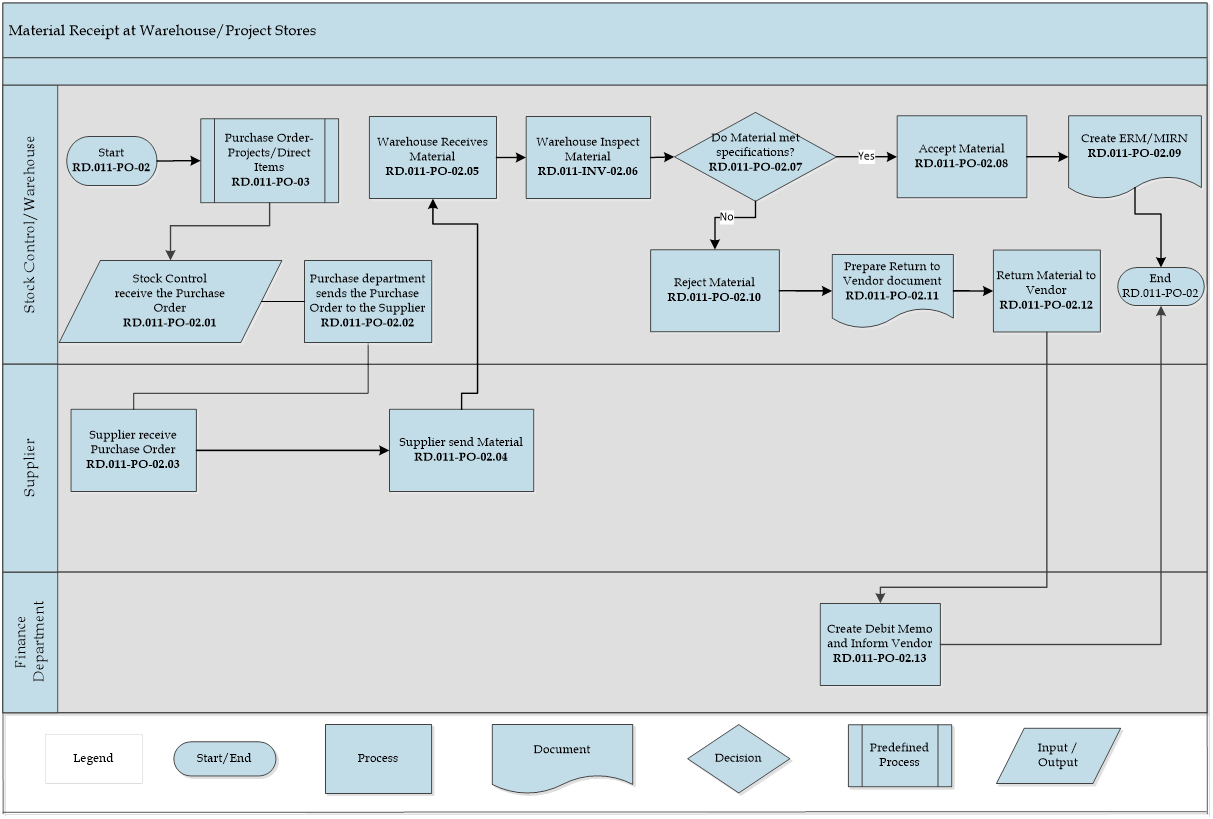 Material Receipt at Warehouse/Project Stores
Stock Control/Warehouse
Start
RD.011-PO-02
Purchase Order-
Projects/Direct
Items
RD.011-PO-03
Warehouse Receives
Material
RD.011-PO-02.05
Warehouse Inspect
Material
RD.011-INV-02.06
Do Material met
specifications?
RD.011-PO-02.07
Yes
Accept Material
RD.011-PO-02.08
Create ERM/MIRN
RD.011-PO-02.09
No
Stock Control
receive the Purchase
Order
RD.011-PO-02.01
Purchase department
sends the Purchase
Order to the Supplier
RD.011-PO-02.02
Reject Material
RD.011-PO-02.10
Prepare Return to
Vendor document
RD.011-PO-02.11
Return Material to
Vendor
RD.011-PO-02.12
End
RD.011-PO-02
Supplier
Supplier receive
Purchase Order
RD.011-PO-02.03
Supplier send Material
RD.011-PO-02.04
Finance
Department
Create Debit Memo
and Inform Vendor
RD.011-PO-02.13
Legend
Start/End
Process
Document
Decision
Predefined
Process
Input /
Output